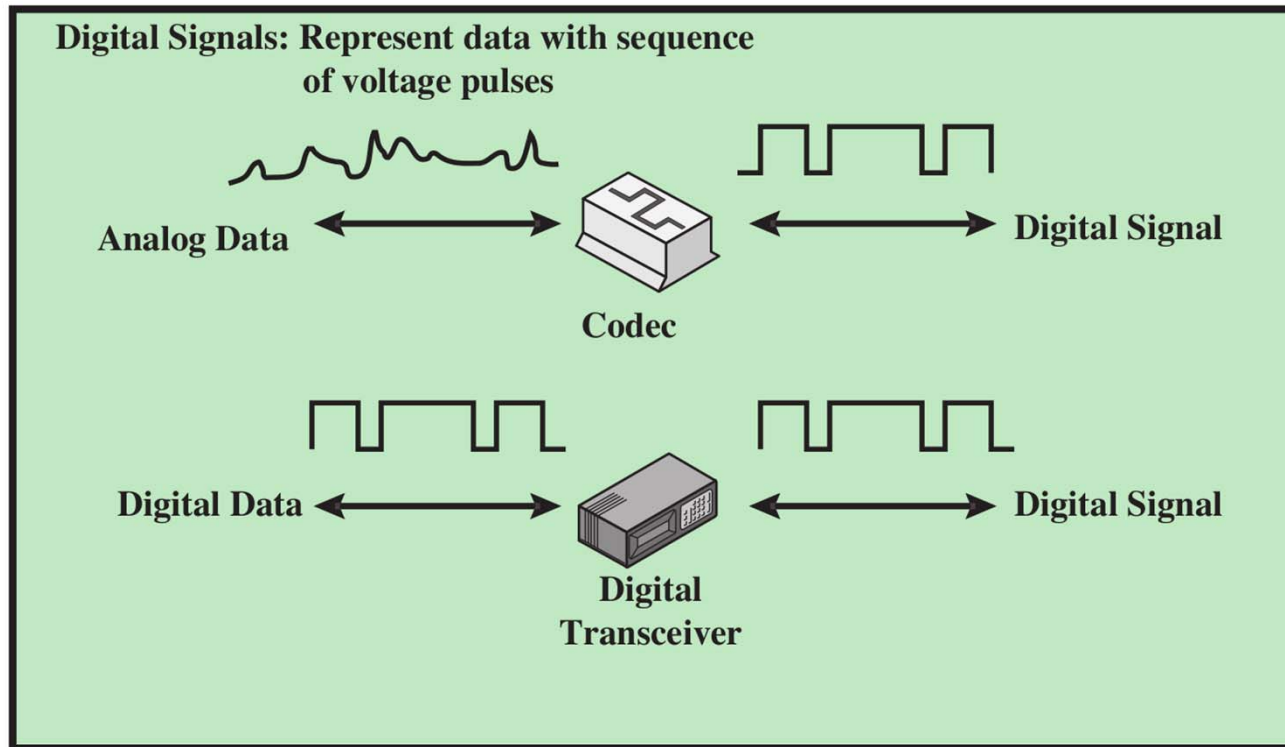 Digital Signals: Represent data with sequence
of voltage pulses
Analog Data
Digital Signal
Codec
Digital Data
Digital Signal
Digital
Transceiver